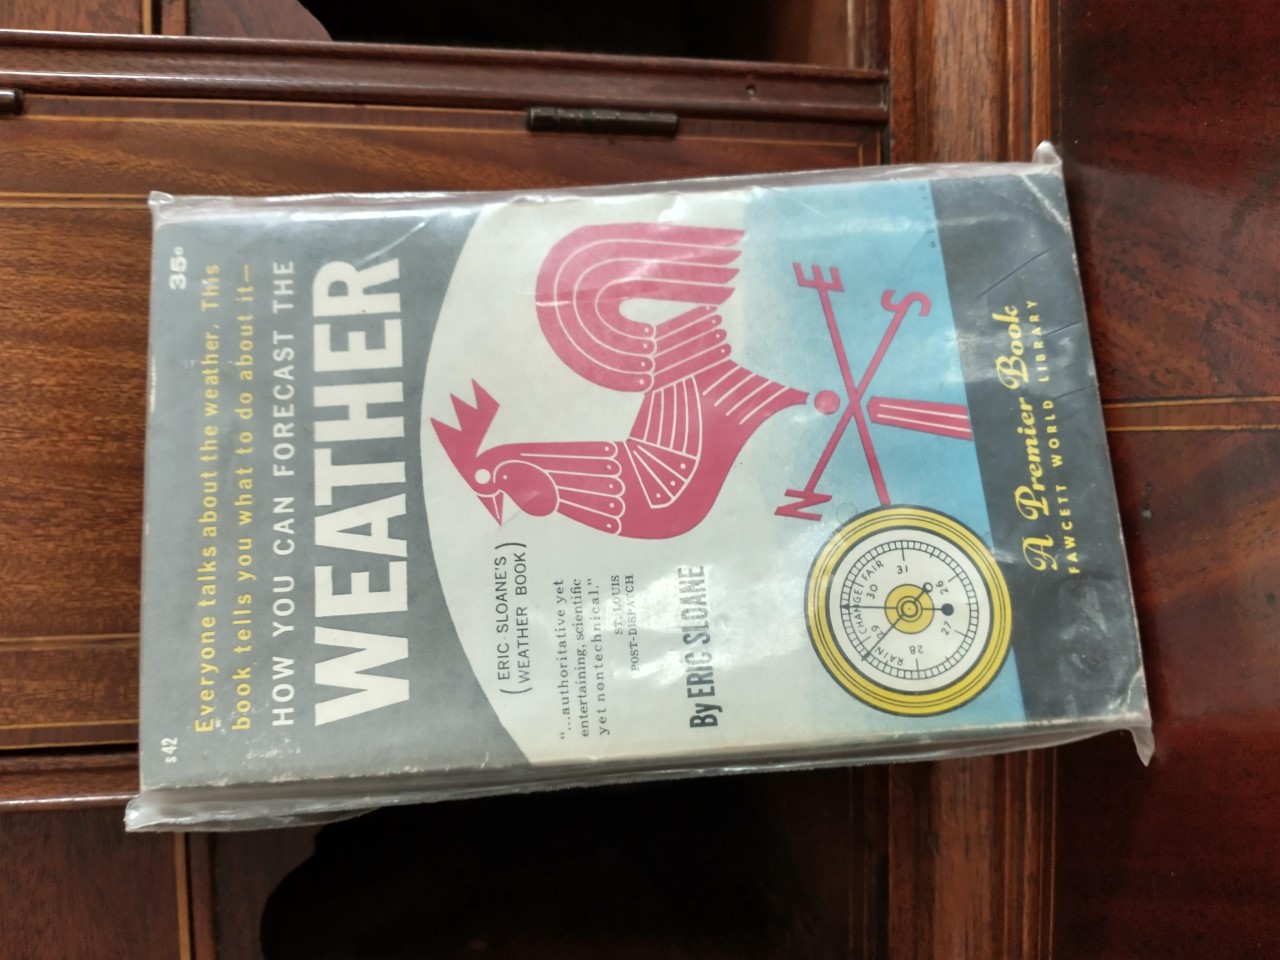 s 42
35¢
Everyone talks about the weather. This
book tells you what to do about it—
HOW YOU CAN FORECAST THE
WEATHER
(ERIC SLOANE'S)
(WEATHER BOOK)
"...authoritative yet
entertaining, scientific
yet nontechnical."
ST. LOUIS
POST-DISPATCH
By ERIC SLOANE
E
S
N
RAIN
CHANGE
FAIR
28
29
30
31
26
27
A Premier Book
FAWCETT WORLD LIBRARY